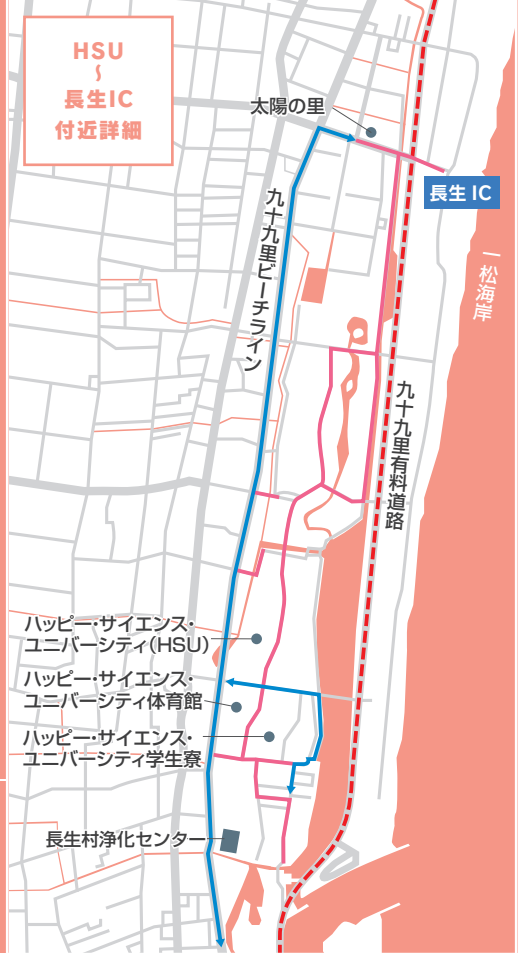 HSU
〜
長生IC
付近詳細
太陽の里
長生 IC
一松海岸
九十九里ビーチライン
九十九里有料道路
ハッピー・サイエンス・
ユニバーシティ(HSU)
ハッピー・サイエンス・
ユニバーシティ体育館
ハッピー・サイエンス・
ユニバーシティ学生寮
長生村浄化センター